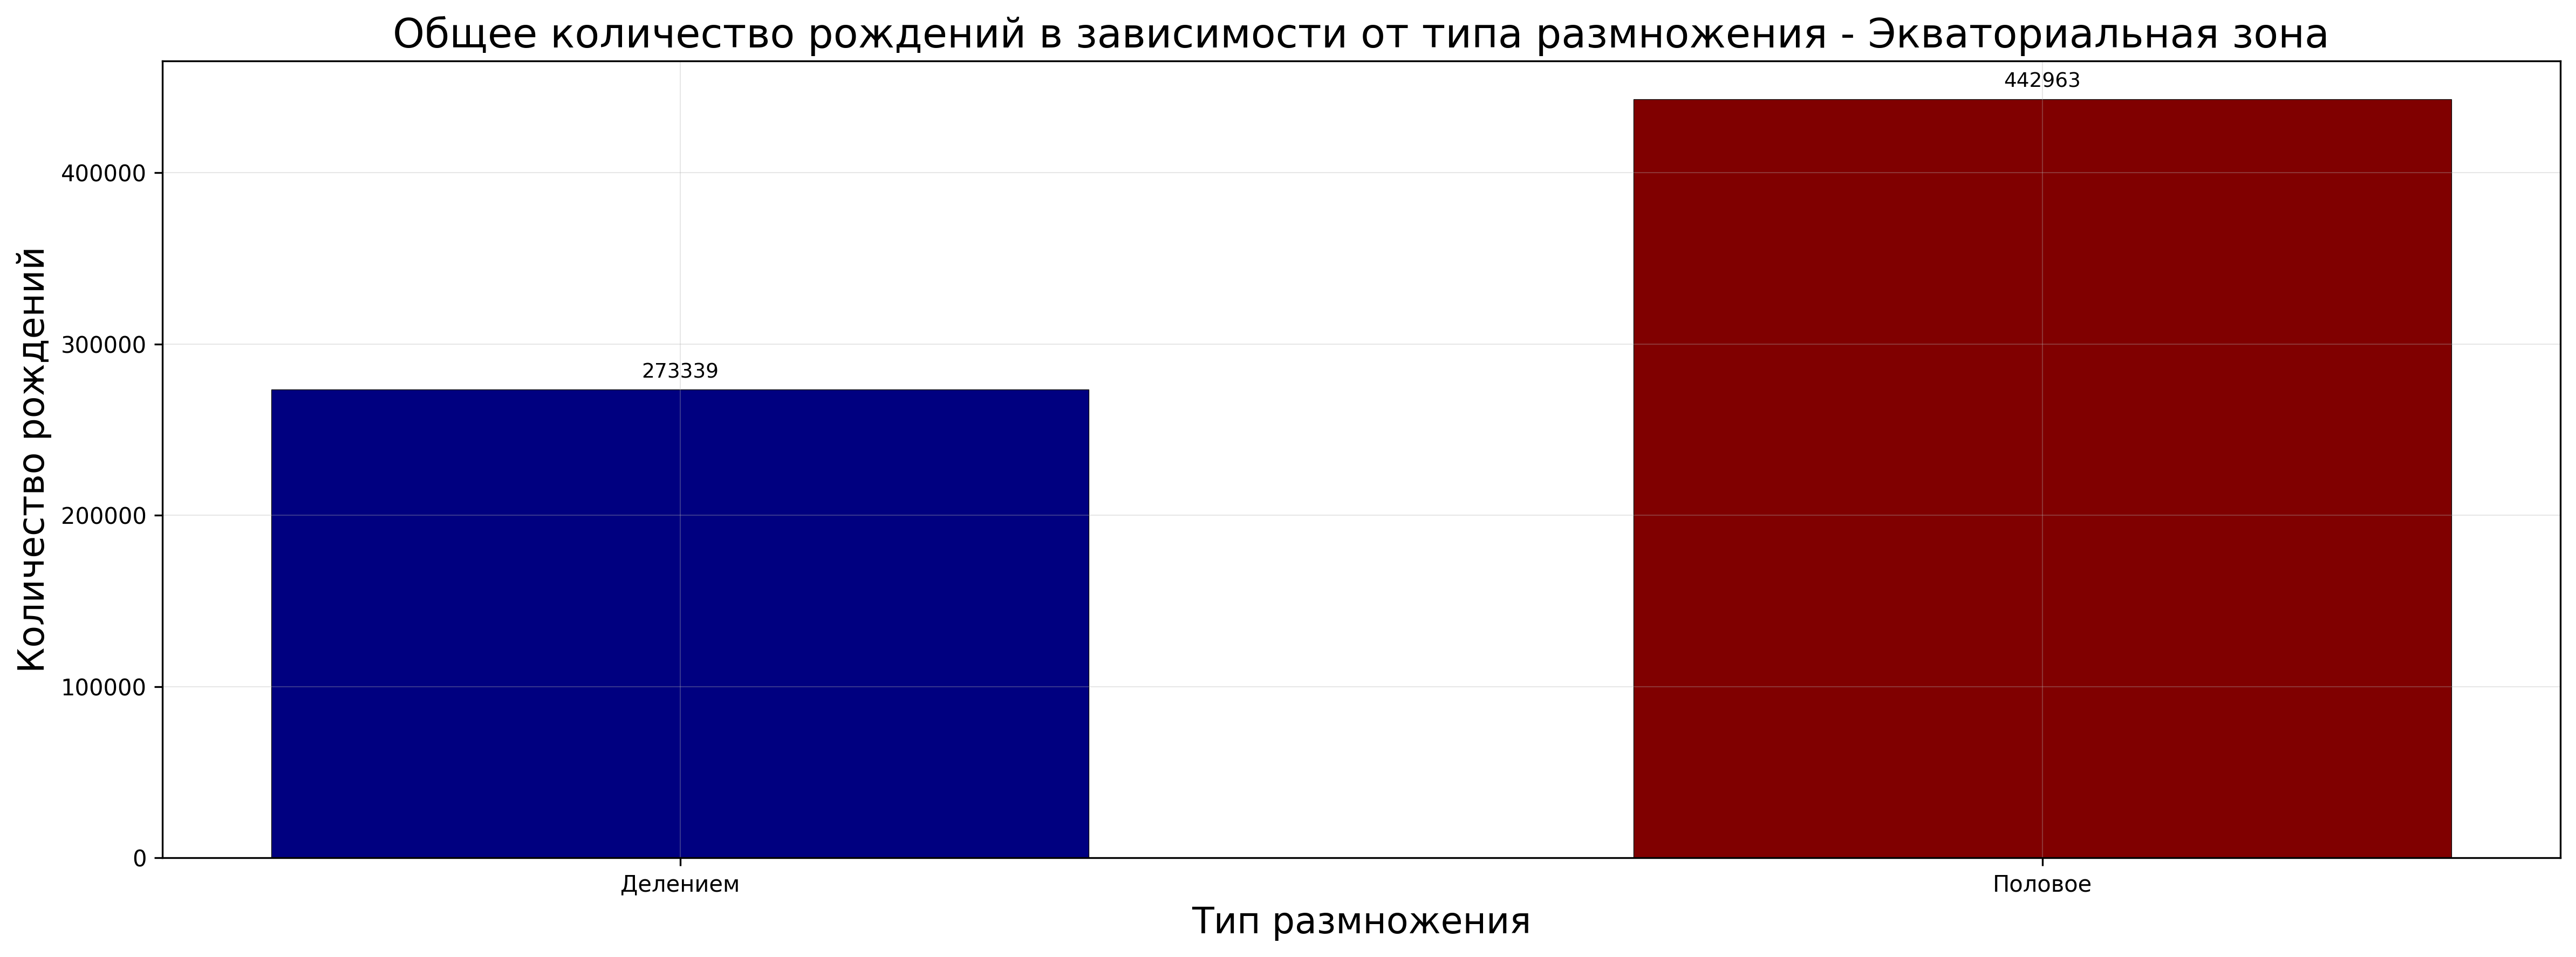 Общее количество рождений в зависимости от типа размножения - Экваториальная зона
442963
400000
300000
273339
200000
100000
0
Количество рождений
Делением
Половое
Тип размножения